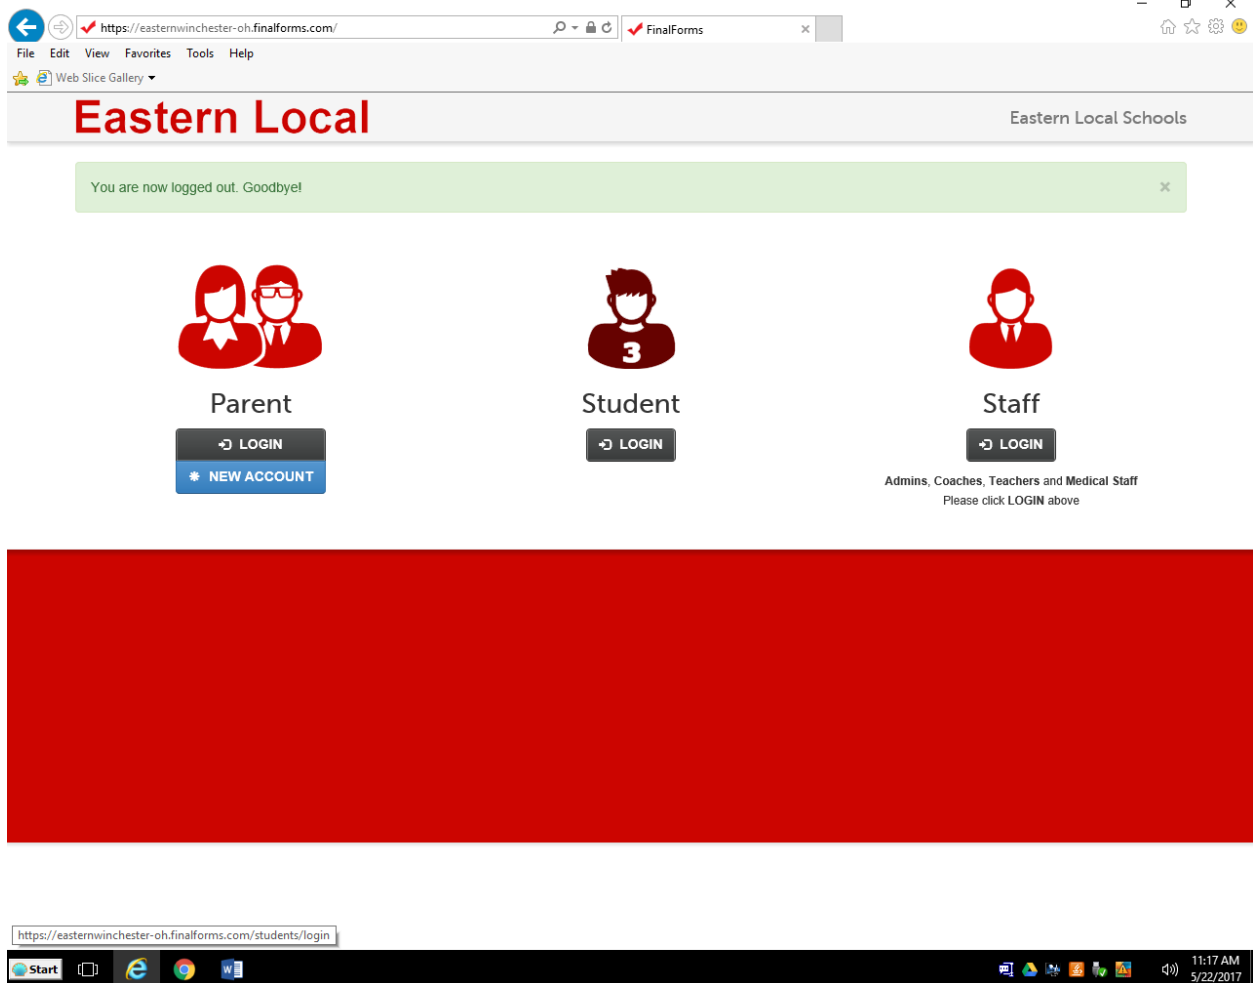 https://easternwinchester-oh.finalforms.com/
FinalForms
File Edit View Favorites Tools Help
Web Slice Gallery
Eastern Local
Eastern Local Schools
You are now logged out. Goodbye!
3
Parent
Student
Staff
LOGIN
LOGIN
LOGIN
NEW ACCOUNT
Admins, Coaches, Teachers and Medical Staff
Please click LOGIN above
https://easternwinchester-oh.finalforms.com/students/login
Start
11:17 AM
5/22/2017